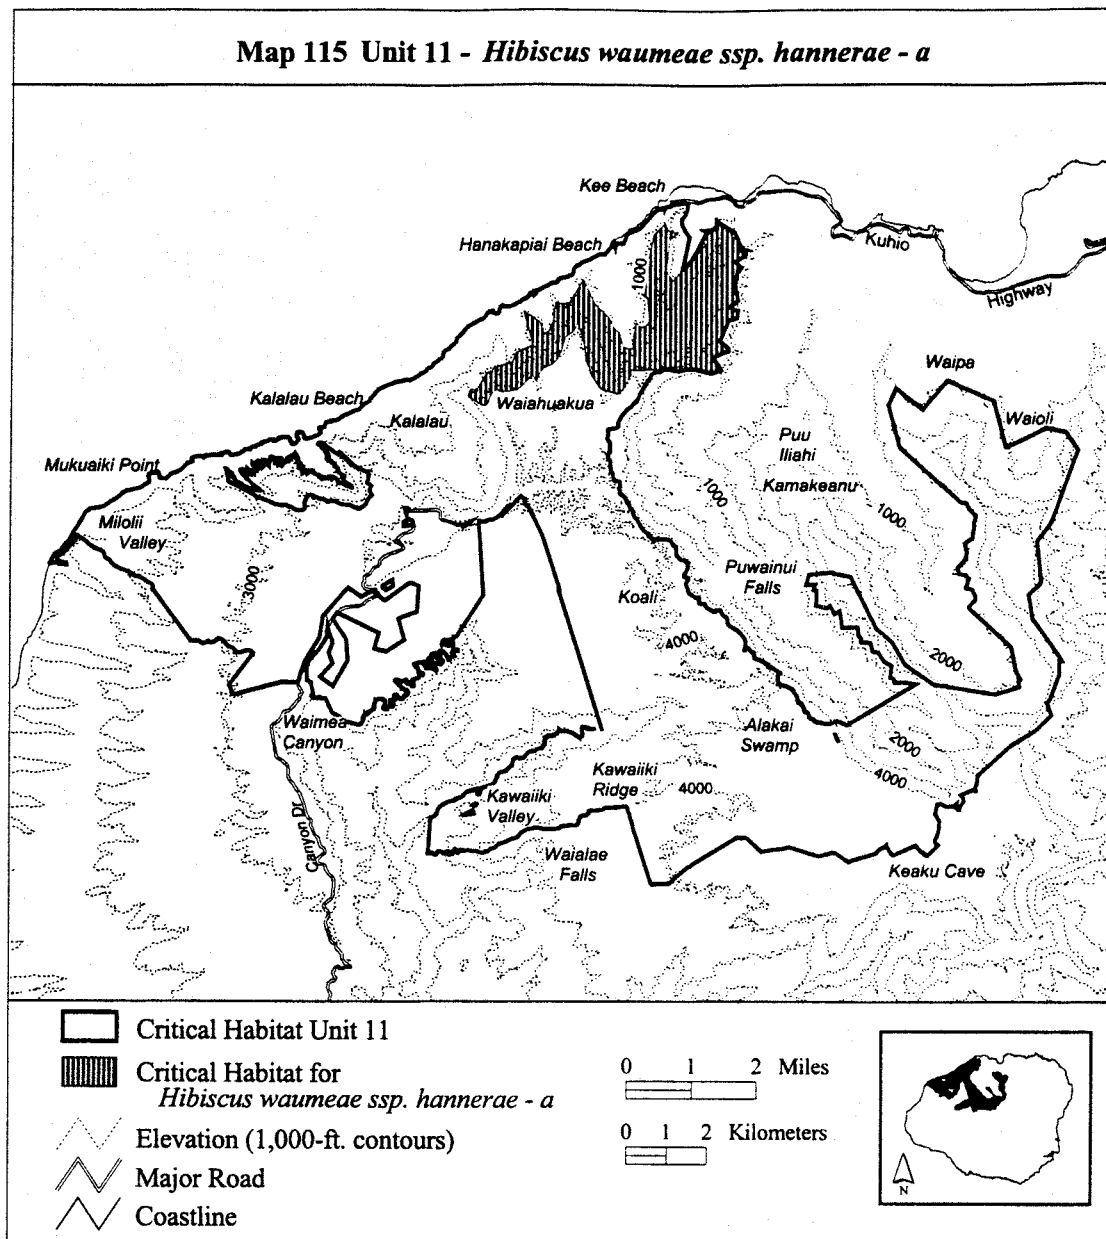 Map 115 Unit 11 - Hibiscus waumeae ssp. hannerae - a
Kee Beach
Hanakapiai Beach
Kuhio
Highway
1000
Waipa
Kalalau Beach
Kalalau
Waiahuakua
Waioli
Puu
Iliahi
Mukuaiki Point
Kamakeanu
1000
1000
Milolii
Valley
Puwainui
Falls
3000
Koali
4000
2000
Waimea
Canyon
Alakai
Swamp
2000
Kawaiiki
Ridge
4000
4000
Kawaiiki
Valley
Canyon Dr
Waialae
Falls
Keaku Cave
Critical Habitat Unit 11
Critical Habitat for
Hibiscus waumeae ssp. hannerae - a
Elevation (1,000-ft. contours)
Major Road
Coastline
0 1 2 Miles
0 1 2 Kilometers
N